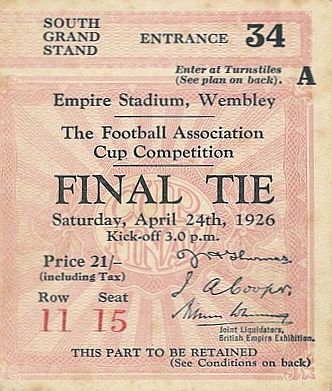 SOUTH
GRAND
STAND
ENTRANCE 34
Enter at Turnstiles
(See plan on back).
A
Empire Stadium, Wembley
The Football Association
Cup Competition
FINAL TIE
Saturday, April 24th, 1926
Kick-off 3.0 p.m.
Price 21/-
(including Tax)
Row Seat
11 15
J. A. Cooper.
Joint Liquidators,
British Empire Exhibition.
THIS PART TO BE RETAINED
(See Conditions on back)